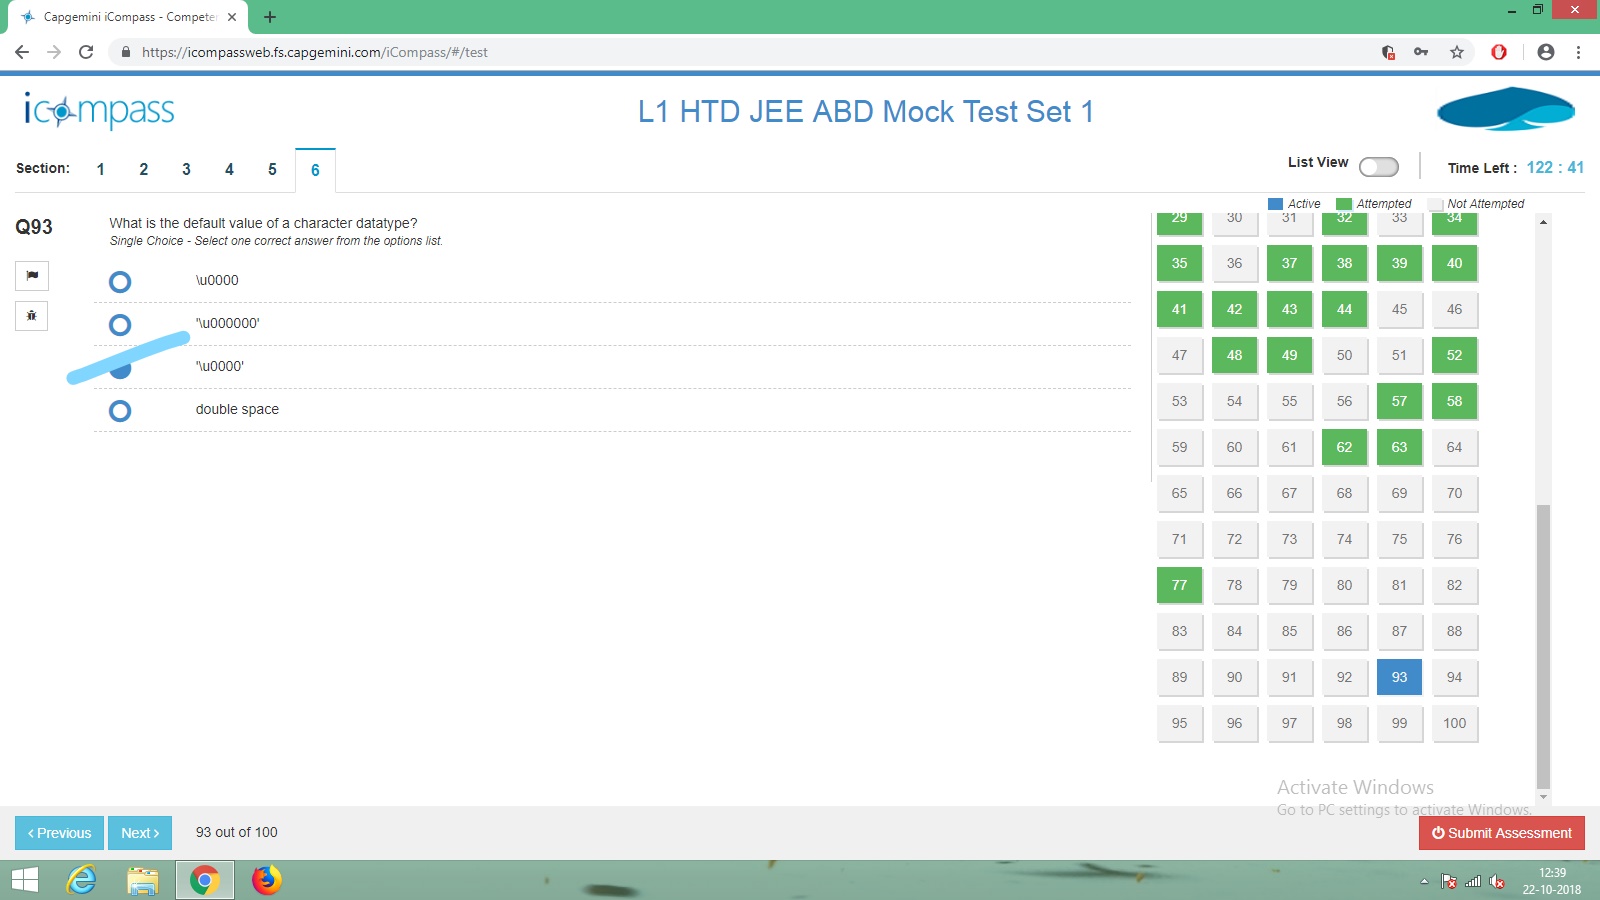 Capgemini iCompass - Competer
https://icompassweb.fs.capgemini.com/iCompass/#/test
icompass
L1 HTD JEE ABD Mock Test Set 1
Section: 1 2 3 4 5 6
List View
Time Left : 122 : 41
Active Attempted Not Attempted
Q93
What is the default value of a character datatype?
Single Choice - Select one correct answer from the options list.
\u0000
'\u000000'
'\u0000'
double space
29 30 31 32 33 34
35 36 37 38 39 40
41 42 43 44 45 46
47 48 49 50 51 52
53 54 55 56 57 58
59 60 61 62 63 64
65 66 67 68 69 70
71 72 73 74 75 76
77 78 79 80 81 82
83 84 85 86 87 88
89 90 91 92 93 94
95 96 97 98 99 100
Activate Windows
Go to PC settings to activate Windows.
Previous Next 93 out of 100
Submit Assessment
12:39
22-10-2018